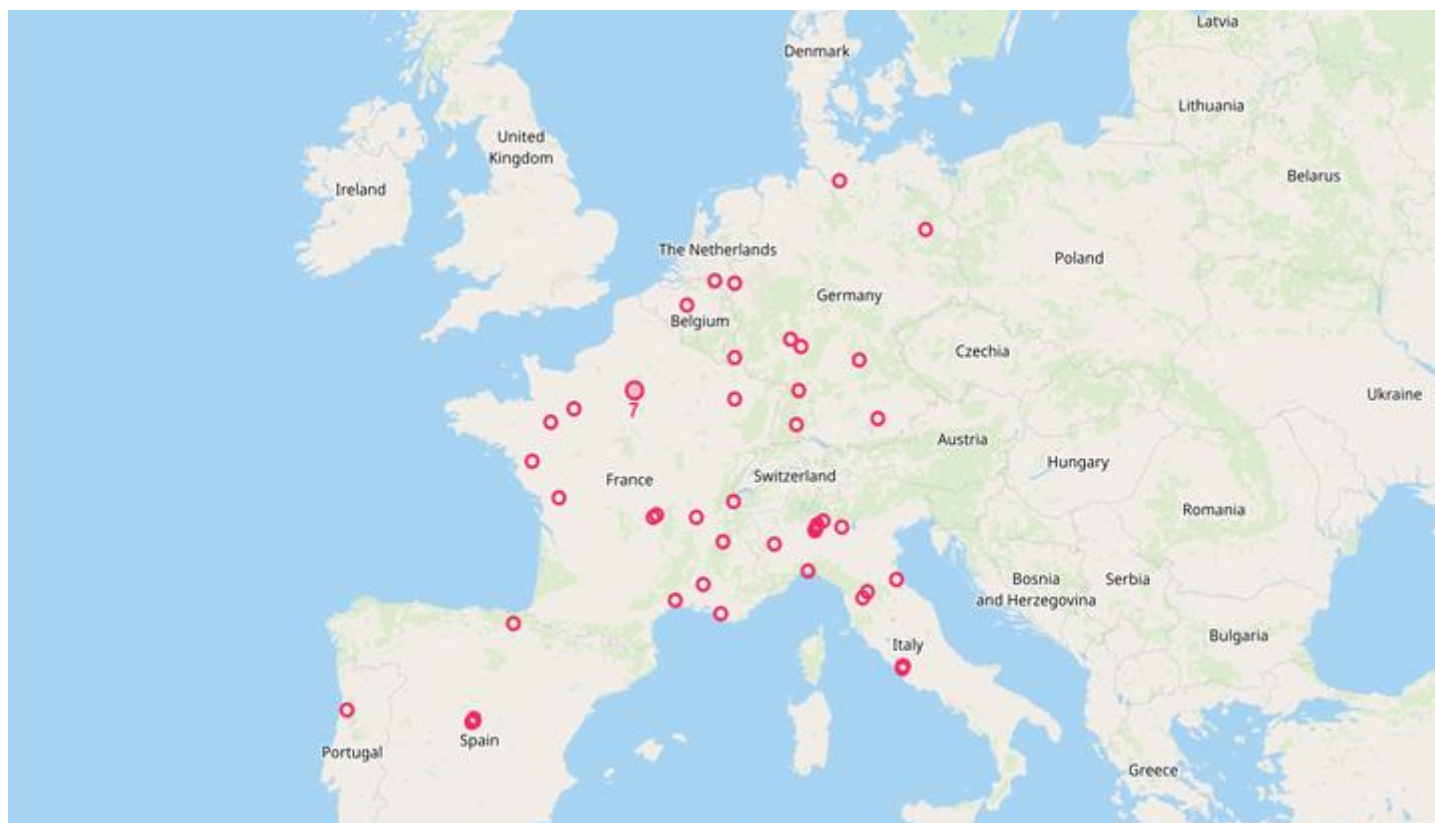 Latvia
Denmark
Lithuania
United
Kingdom
Belarus
Ireland
The Netherlands
Poland
Germany
Belgium
Czechia
Ukraine
7
Austria
Hungary
France
Switzerland
Romania
Bosnia
and Herzegovina
Serbia
Bulgaria
Italy
Spain
Portugal
Greece